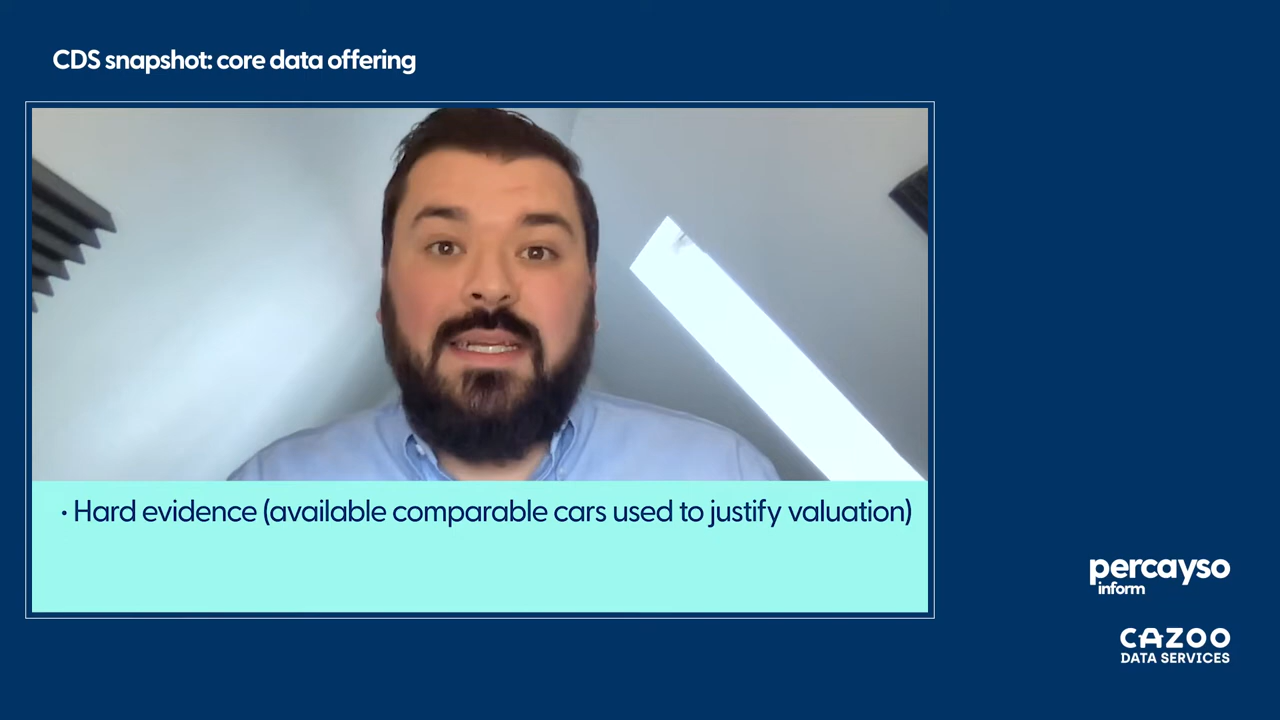 CDS snapshot: core data offering
· Hard evidence (available comparable cars used to justify valuation)
percayso
inform
CAZOO
DATA SERVICES